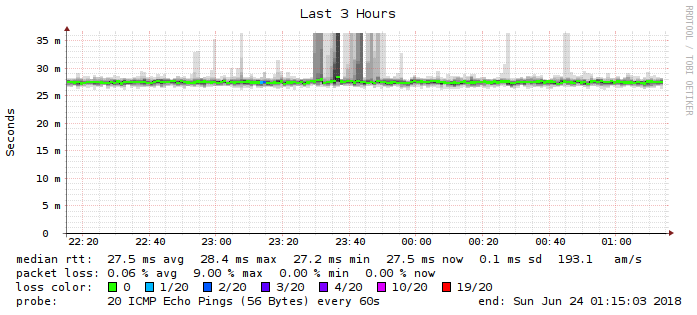 Last 3 Hours
RRDTOOL / TOBI OETIKER
Seconds
35 m
30 m
25 m
20 m
15 m
10 m
5 m
0
22:20 22:40 23:00 23:20 23:40 00:00 00:20 00:40 01:00
median rtt: 27.5 ms avg 28.4 ms max 27.2 ms min 27.5 ms now 0.1 ms sd 193.1 am/s
packet loss: 0.06 % avg 9.00 % max 0.00 % min 0.00 % now
loss color: 0 1/20 2/20 3/20 4/20 10/20 19/20
probe: 20 ICMP Echo Pings (56 Bytes) every 60s end: Sun Jun 24 01:15:03 2018